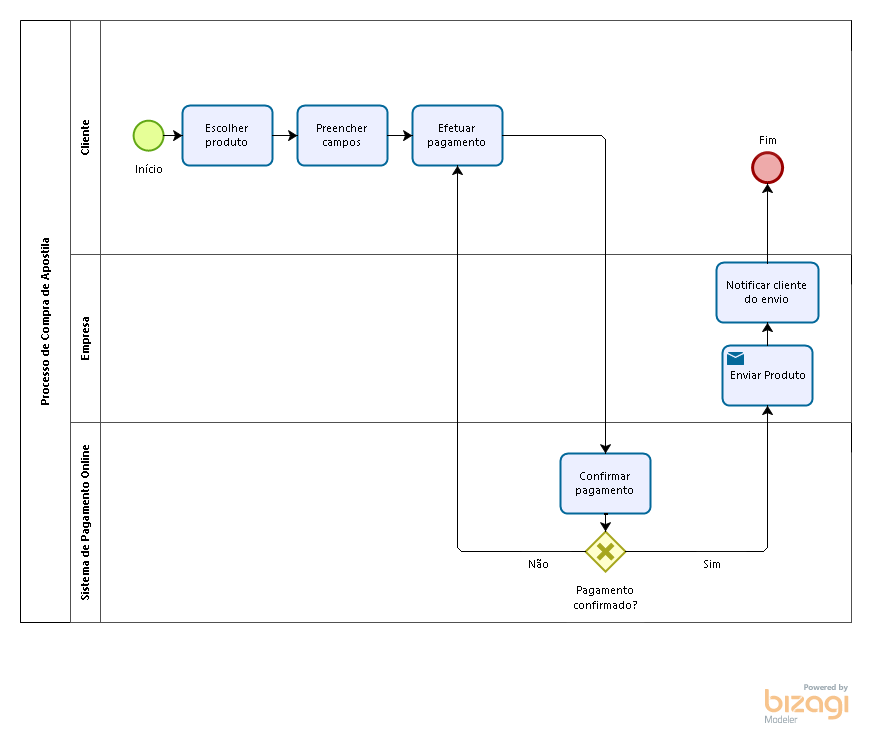 Processo de Compra de Apostila
Cliente
Início
Escolher
produto
Preencher
campos
Efetuar
pagamento
Fim
Empresa
Notificar cliente
do envio
Enviar Produto
Sistema de Pagamento Online
Confirmar
pagamento
Não
Sim
Pagamento
confirmado?
Powered by
bizagi
Modeler